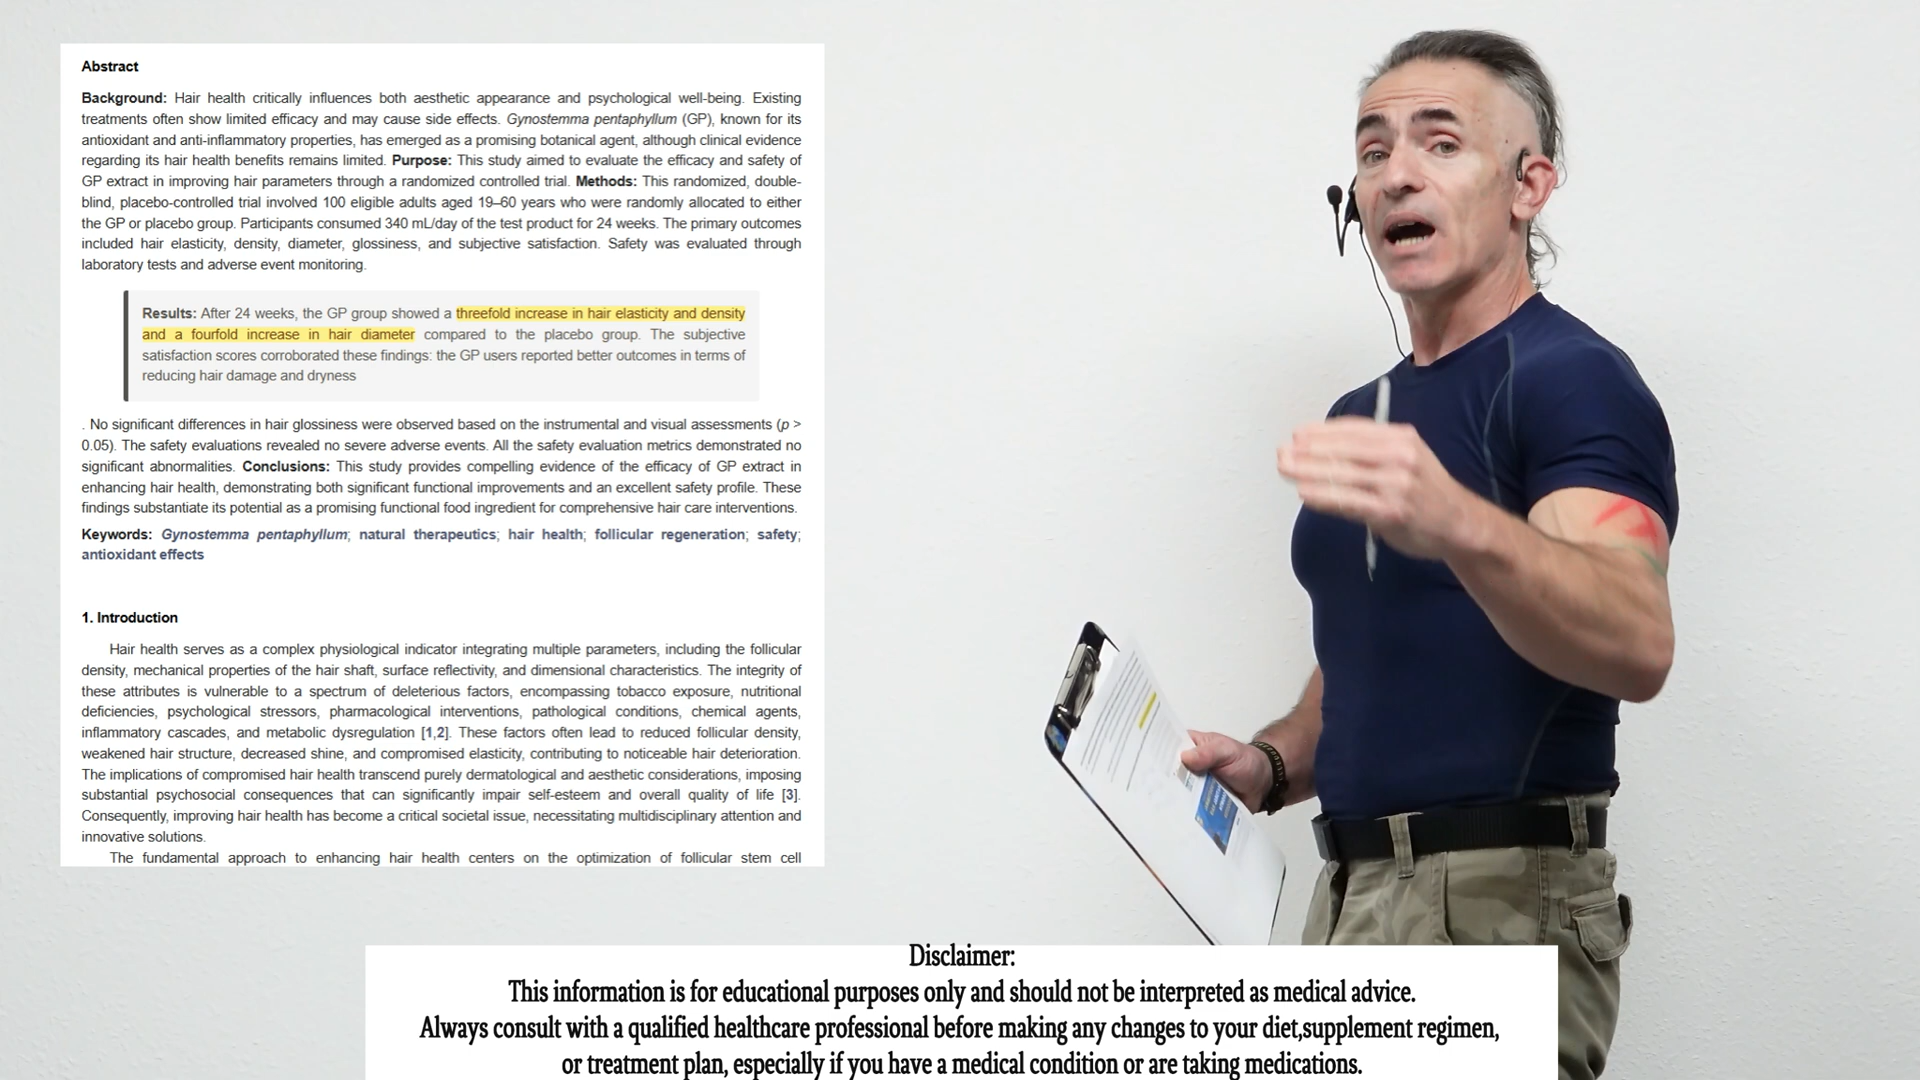 Abstract
Background: Hair health critically influences both aesthetic appearance and psychological well-being. Existing
treatments often show limited efficacy and may cause side effects. Gynostemma pentaphyllum (GP), known for its
antioxidant and anti-inflammatory properties, has emerged as a promising botanical agent, although clinical evidence
regarding its hair health benefits remains limited. Purpose: This study aimed to evaluate the efficacy and safety of
GP extract in improving hair parameters through a randomized controlled trial. Methods: This randomized, double-
blind, placebo-controlled trial involved 100 eligible adults aged 19–60 years who were randomly allocated to either
the GP or placebo group. Participants consumed 340 mL/day of the test product for 24 weeks. The primary outcomes
included hair elasticity, density, diameter, glossiness, and subjective satisfaction. Safety was evaluated through
laboratory tests and adverse event monitoring.
Results: After 24 weeks, the GP group showed a threefold increase in hair elasticity and density
and a fourfold increase in hair diameter compared to the placebo group. The subjective
satisfaction scores corroborated these findings: the GP users reported better outcomes in terms of
reducing hair damage and dryness
. No significant differences in hair glossiness were observed based on the instrumental and visual assessments (p >
0.05). The safety evaluations revealed no severe adverse events. All the safety evaluation metrics demonstrated no
significant abnormalities. Conclusions: This study provides compelling evidence of the efficacy of GP extract in
enhancing hair health, demonstrating both significant functional improvements and an excellent safety profile. These
findings substantiate its potential as a promising functional food ingredient for comprehensive hair care interventions.
Keywords: Gynostemma pentaphyllum; natural therapeutics; hair health; follicular regeneration; safety;
antioxidant effects
1. Introduction
Hair health serves as a complex physiological indicator integrating multiple parameters, including the follicular
density, mechanical properties of the hair shaft, surface reflectivity, and dimensional characteristics. The integrity of
these attributes is vulnerable to a spectrum of deleterious factors, encompassing tobacco exposure, nutritional
deficiencies, psychological stressors, pharmacological interventions, pathological conditions, chemical agents,
inflammatory cascades, and metabolic dysregulation [1,2]. These factors often lead to reduced follicular density,
weakened hair structure, decreased shine, and compromised elasticity, contributing to noticeable hair deterioration.
The implications of compromised hair health transcend purely dermatological and aesthetic considerations, imposing
substantial psychosocial consequences that can significantly impair self-esteem and overall quality of life [3].
Consequently, improving hair health has become a critical societal issue, necessitating multidisciplinary attention and
innovative solutions.
The fundamental approach to enhancing hair health centers on the optimization of follicular stem cell
Disclaimer:
This information is for educational purposes only and should not be interpreted as medical advice.
Always consult with a qualified healthcare professional before making any changes to your diet,supplement regimen,
or treatment plan, especially if you have a medical condition or are taking medications.